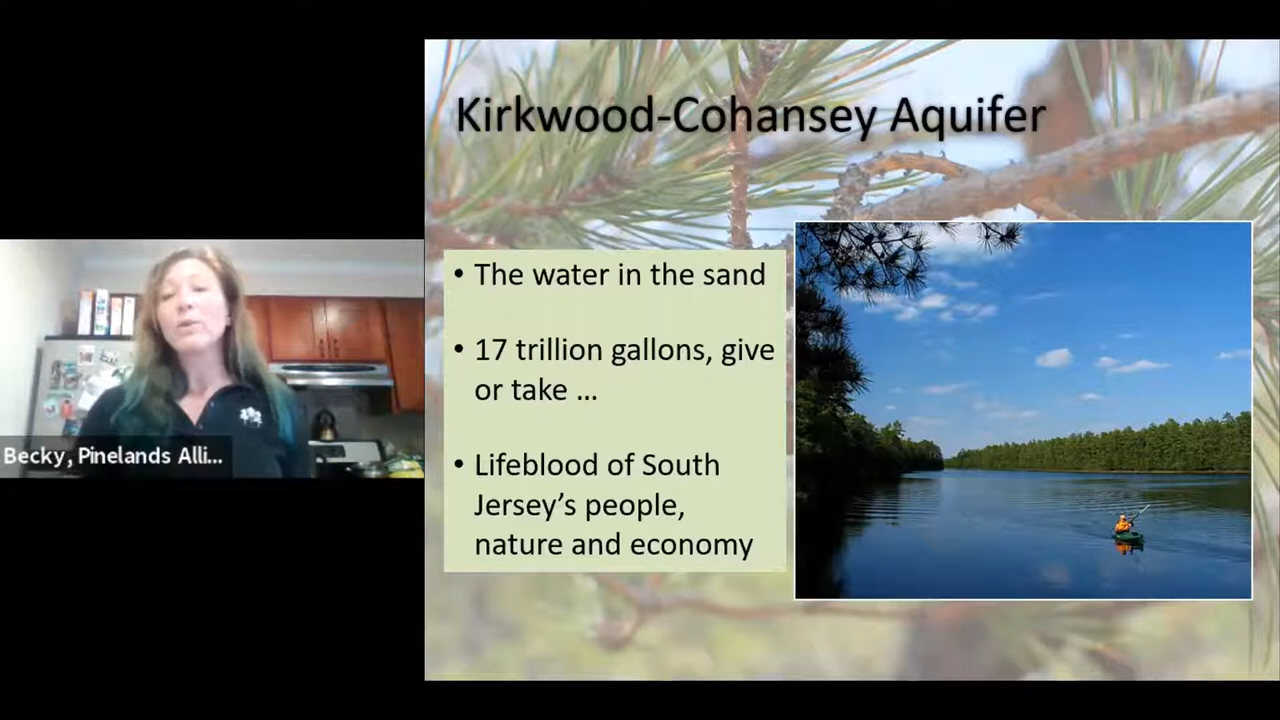 Kirkwood-Cohansey Aquifer
• The water in the sand
• 17 trillion gallons, give
or take ...
• Lifeblood of South
Jersey’s people,
nature and economy
Becky, Pinelands Alli...